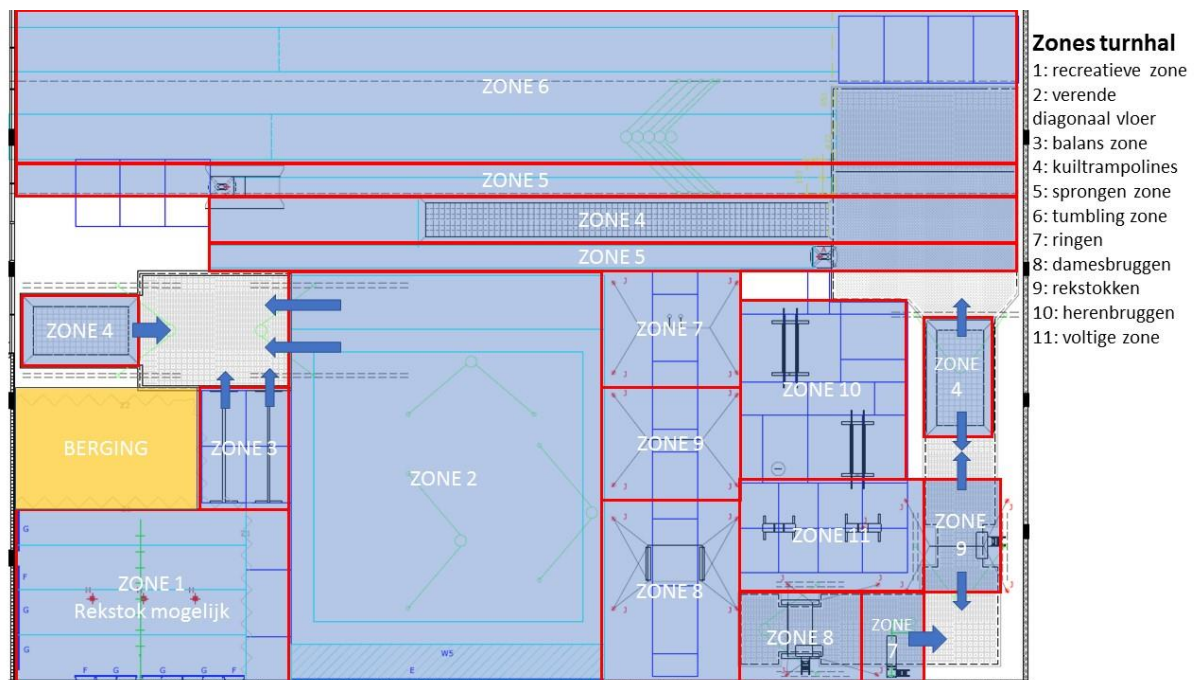 Zones turnhal
1: recreatieve zone
2: verende
diagonaal vloer
3: balans zone
4: kuiltrampolines
5: sprongen zone
6: tumbling zone
7: ringen
8: damesbruggen
9: rekstokken
10: herenbruggen
11: voltige zone
ZONE 6
ZONE 5
ZONE 4
ZONE 5
ZONE 4
ZONE 7
ZONE 10
ZONE
4
BERGING
ZONE 3
ZONE 2
ZONE 9
ZONE 11
ZONE
9
ZONE 1
Rekstok mogelijk
ZONE 8
ZONE 8
ZONE
7
W5
E
G
F
G
G
F
G
G
G
F
H
H
J
J
J
J
J
J
J
J
J
J
J
J